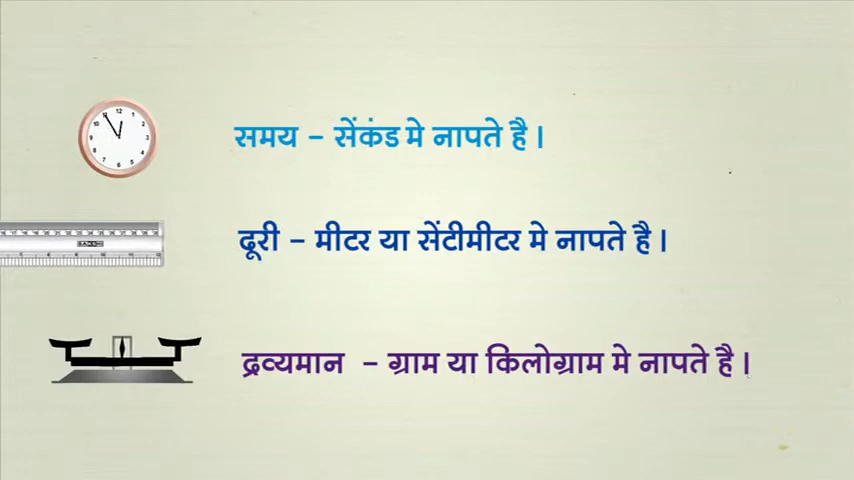 समय – सेंकंड मे नापते है ।
दूरी – मीटर या सेंटीमीटर मे नापते है ।
द्रव्यमान – ग्राम या किलोग्राम मे नापते है ।